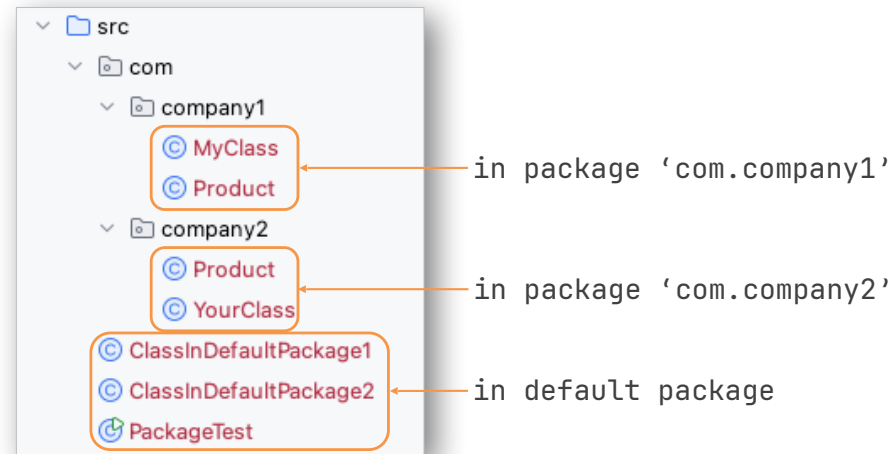 src
com
company1
MyClass
in package ‘com.company1’
Product
company2
Product
in package ‘com.company2’
YourClass
ClassInDefaultPackage1
ClassInDefaultPackage2
in default package
PackageTest